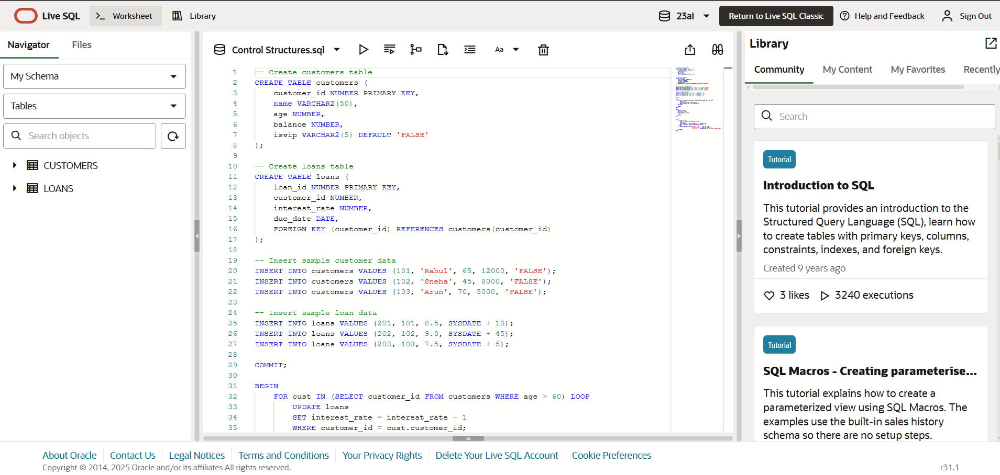 Live SQL
Worksheet
Library
23ai
Return to Live SQL Classic
Help and Feedback
Sign Out
Navigator
Files
My Schema
Tables
Search objects
CUSTOMERS
LOANS
Control Structures.sql
Aa
1 -- Create customers table
2 CREATE TABLE customers (
3 customer_id NUMBER PRIMARY KEY,
4 name VARCHAR2(50),
5 age NUMBER,
6 balance NUMBER,
7 isvip VARCHAR2(5) DEFAULT 'FALSE'
8 );
9
10 -- Create loans table
11 CREATE TABLE loans (
12 loan_id NUMBER PRIMARY KEY,
13 customer_id NUMBER,
14 interest_rate NUMBER,
15 due_date DATE,
16 FOREIGN KEY (customer_id) REFERENCES customers(customer_id)
17 );
18
19 -- Insert sample customer data
20 INSERT INTO customers VALUES (101, 'Rahul', 65, 12000, 'FALSE');
21 INSERT INTO customers VALUES (102, 'Sneha', 45, 8000, 'FALSE');
22 INSERT INTO customers VALUES (103, 'Arun', 70, 5000, 'FALSE');
23
24 -- Insert sample loan data
25 INSERT INTO loans VALUES (201, 101, 8.5, SYSDATE + 10);
26 INSERT INTO loans VALUES (202, 102, 9.0, SYSDATE + 45);
27 INSERT INTO loans VALUES (203, 103, 7.5, SYSDATE + 5);
28
29 COMMIT;
30
31 BEGIN
32 FOR cust IN (SELECT customer_id FROM customers WHERE age > 60) LOOP
33 UPDATE loans
34 SET interest_rate = interest_rate - 1
35 WHERE customer_id = cust.customer_id;
Library
Community
My Content
My Favorites
Recently
Search
Tutorial
Introduction to SQL
This tutorial provides an introduction to the
Structured Query Language (SQL), learn how
to create tables with primary keys, columns,
constraints, indexes, and foreign keys.
Created 9 years ago
3 likes
3240 executions
Tutorial
SQL Macros - Creating parameterise...
This tutorial explains how to create a
parameterized view using SQL Macros. The
examples use the built-in sales history
schema so there are no setup steps.
About Oracle
Contact Us
Legal Notices
Terms and Conditions
Your Privacy Rights
Delete Your Live SQL Account
Cookie Preferences
Copyright © 2014, 2025 Oracle and/or its affiliates All rights reserved.
r31.1